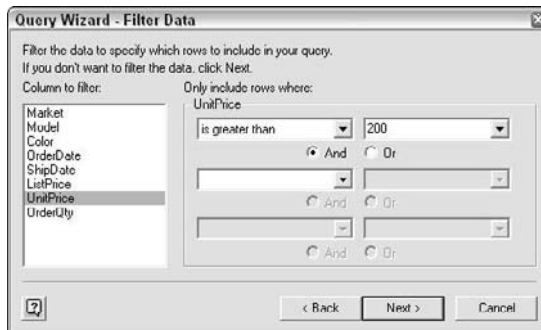 Query Wizard - Filter Data
Filter the data to specify which rows to include in your query.
If you don't want to filter the data, click Next.
Column to filter:
Only include rows where:
Market
Model
Color
OrderDate
ShipDate
ListPrice
UnitPrice
OrderQty
UnitPrice
is greater than 200
And Or
And Or
And Or
< Back Next > Cancel